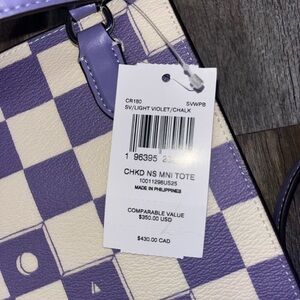 CR180 SVWPB
SV/LIGHT VIOLET/CHALK
1 96395
CHKD NS MNI TOTE
10011296US25
MADE IN PHILIPPINES
COMPARABLE VALUE
$350.00 USD
$430.00 CAD
O A